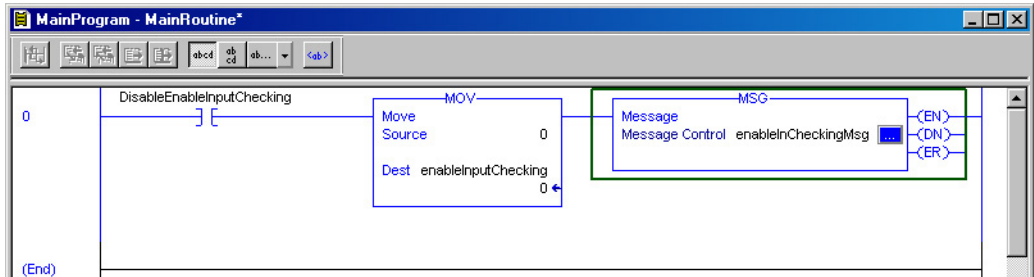 MainProgram - MainRoutine*
abcd ab cd ab... <ab>
DisableEnableInputChecking
0
MOV
Move
Source 0
Dest enableInputChecking
0
MSG
Message
Message Control enableInCheckingMsg ...
(EN)
(DN)
(ER)
(End)